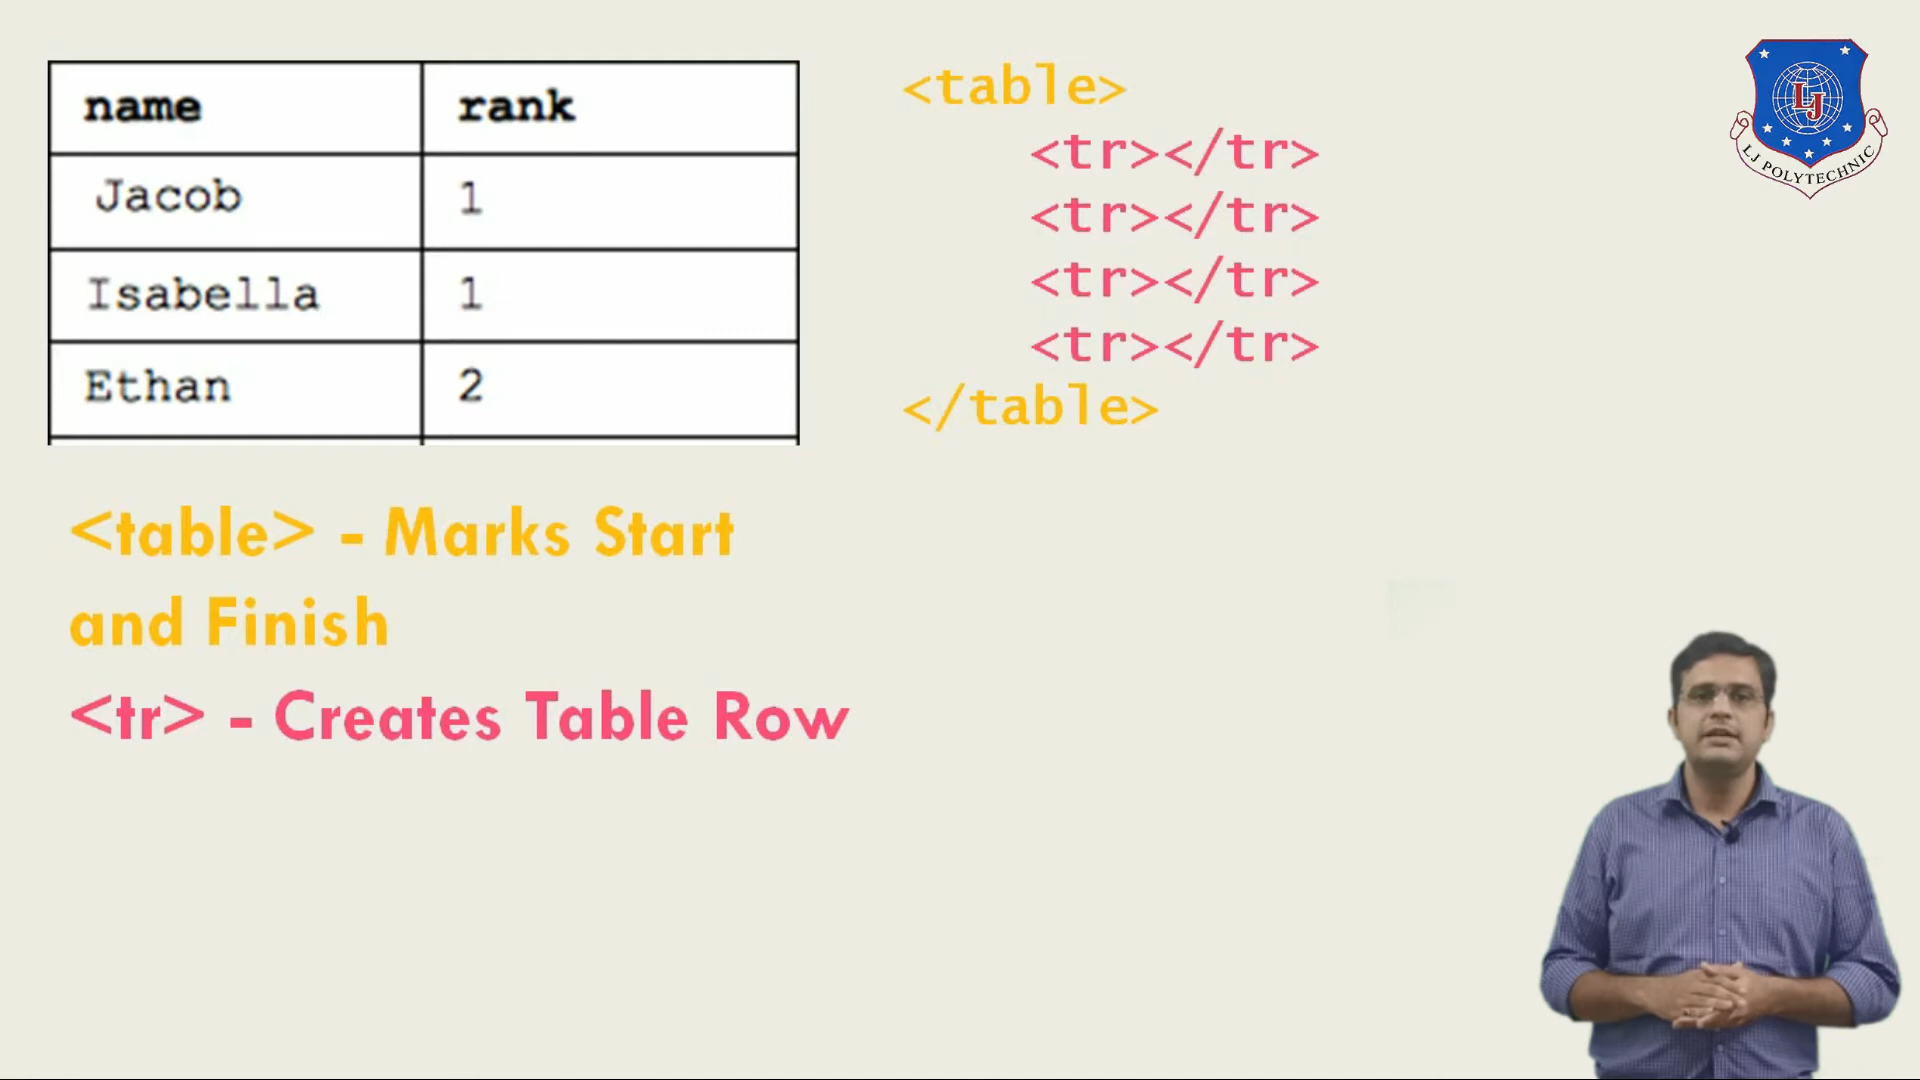 name rank
Jacob 1
Isabella 1
Ethan 2
<table>
<tr></tr>
<tr></tr>
<tr></tr>
<tr></tr>
</table>
<table> - Marks Start
and Finish
<tr> - Creates Table Row
LJ
LJ POLYTECHNIC